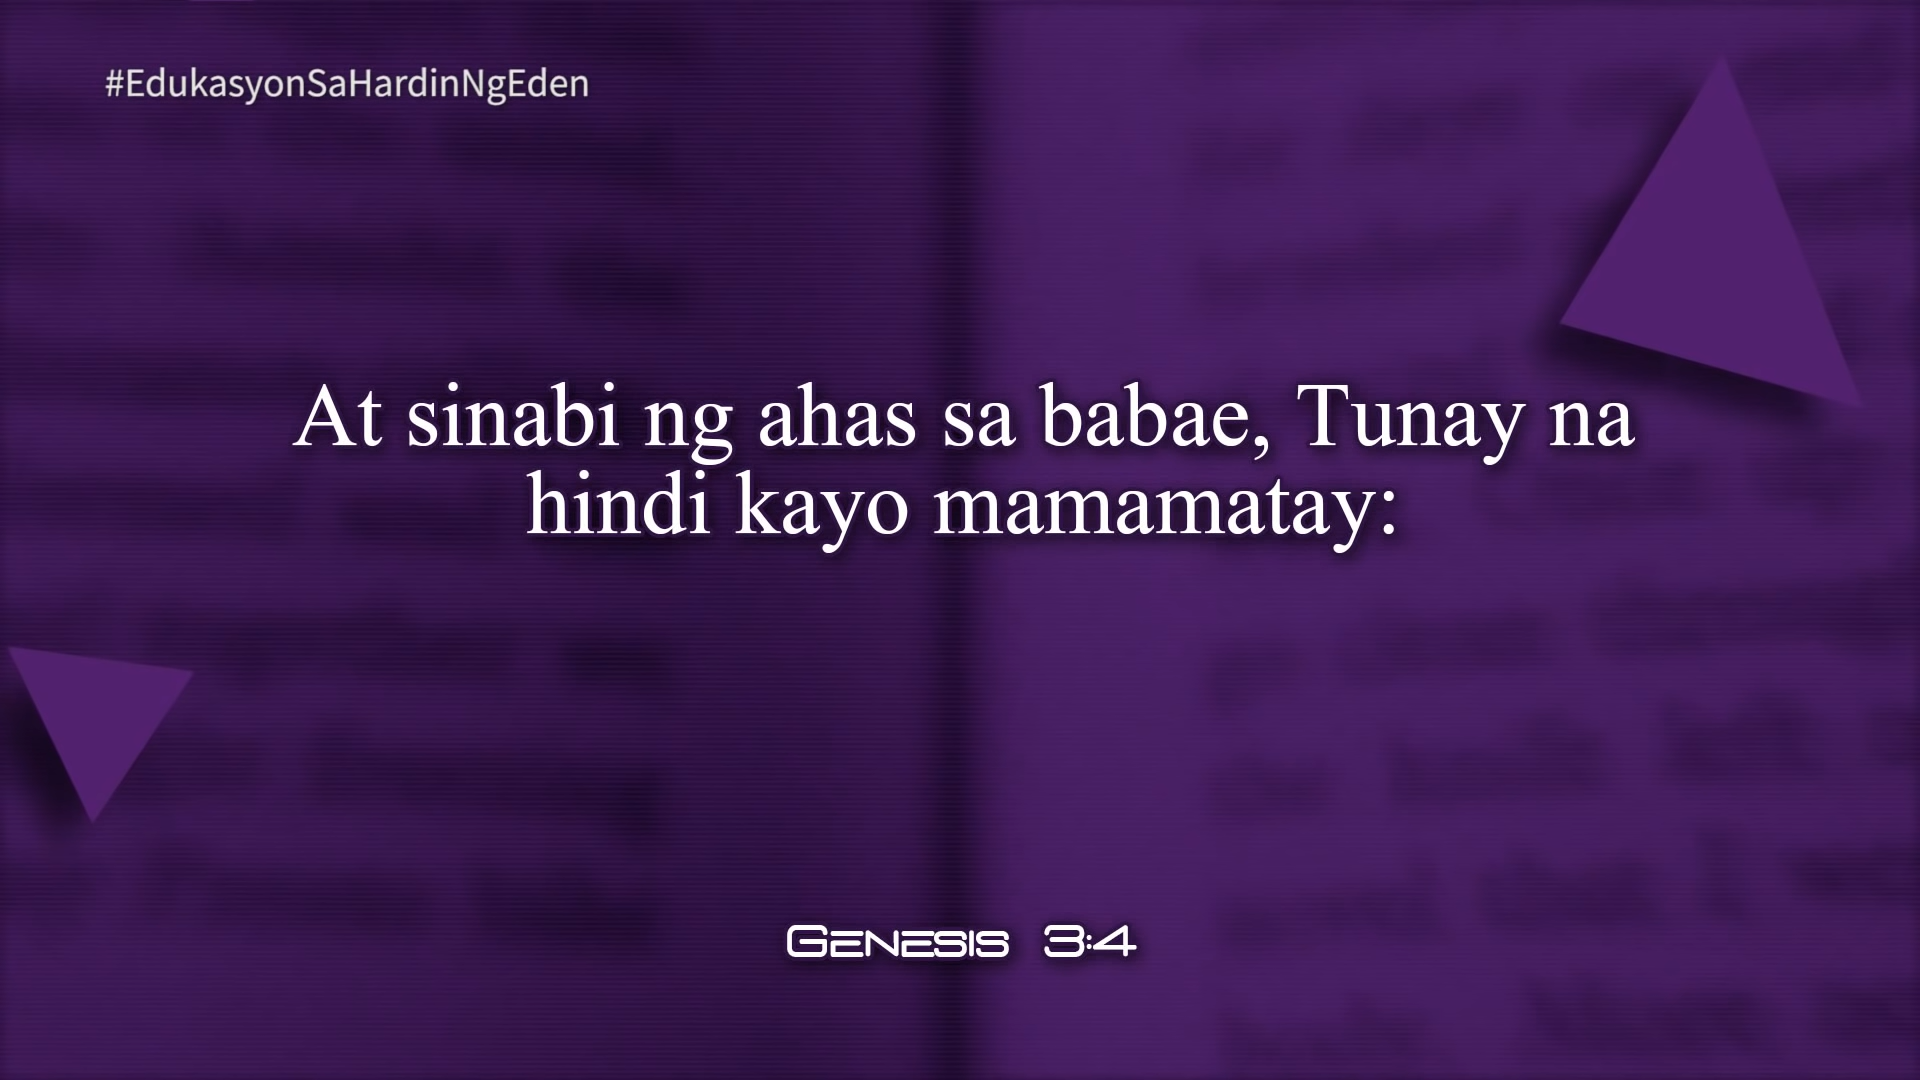 #EdukasyonSaHardinNgEden
At sinabi ng ahas sa babae, Tunay na
hindi kayo mamamatay:
Genesis 3:4